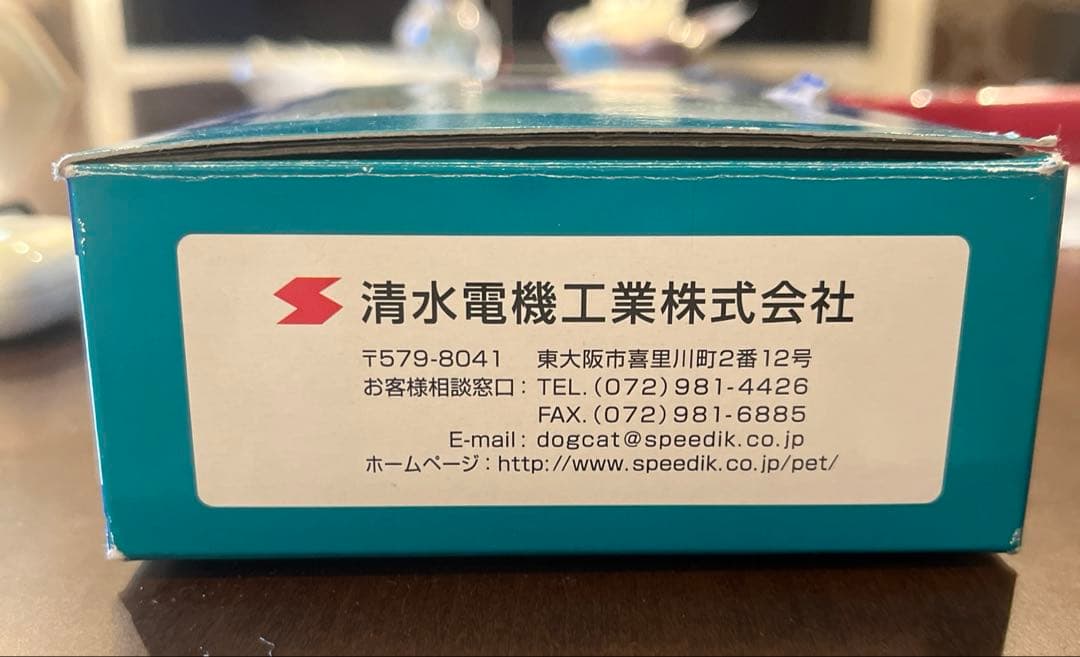 清水電機工業株式会社
〒579-8041 東大阪市喜里川町2番12号
お客様相談窓口：TEL.(072)981-4426
FAX.(072)981-6885
E-mail：dogcat@speedik.co.jp
ホームページ：http://www.speedik.co.jp/pet/